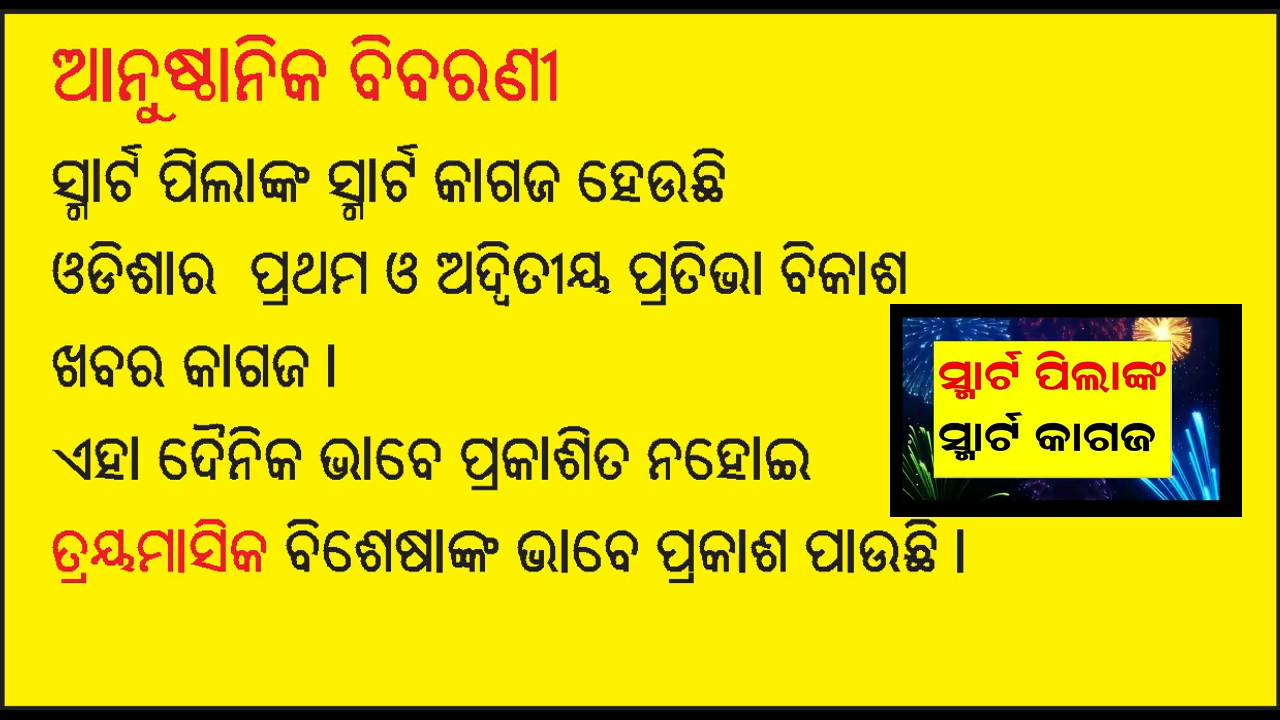 ଆନୁଷ୍ଠାନିକ ବିବରଣୀ
ସ୍ମାର୍ଟ ପିଲାଙ୍କ ସ୍ମାର୍ଟ କାଗଜ ହେଉଛି
ଓଡିଶାର ପ୍ରଥମ ଓ ଅଦ୍ୱିତୀୟ ପ୍ରତିଭା ବିକାଶ
ଖବର କାଗଜ ।
ଏହା ଦୈନିକ ଭାବେ ପ୍ରକାଶିତ ନହୋଇ
ତ୍ରୟମାସିକ ବିଶେଷାଙ୍କ ଭାବେ ପ୍ରକାଶ ପାଉଛି ।
ସ୍ମାର୍ଟ ପିଲାଙ୍କ
ସ୍ମାର୍ଟ କାଗଜ